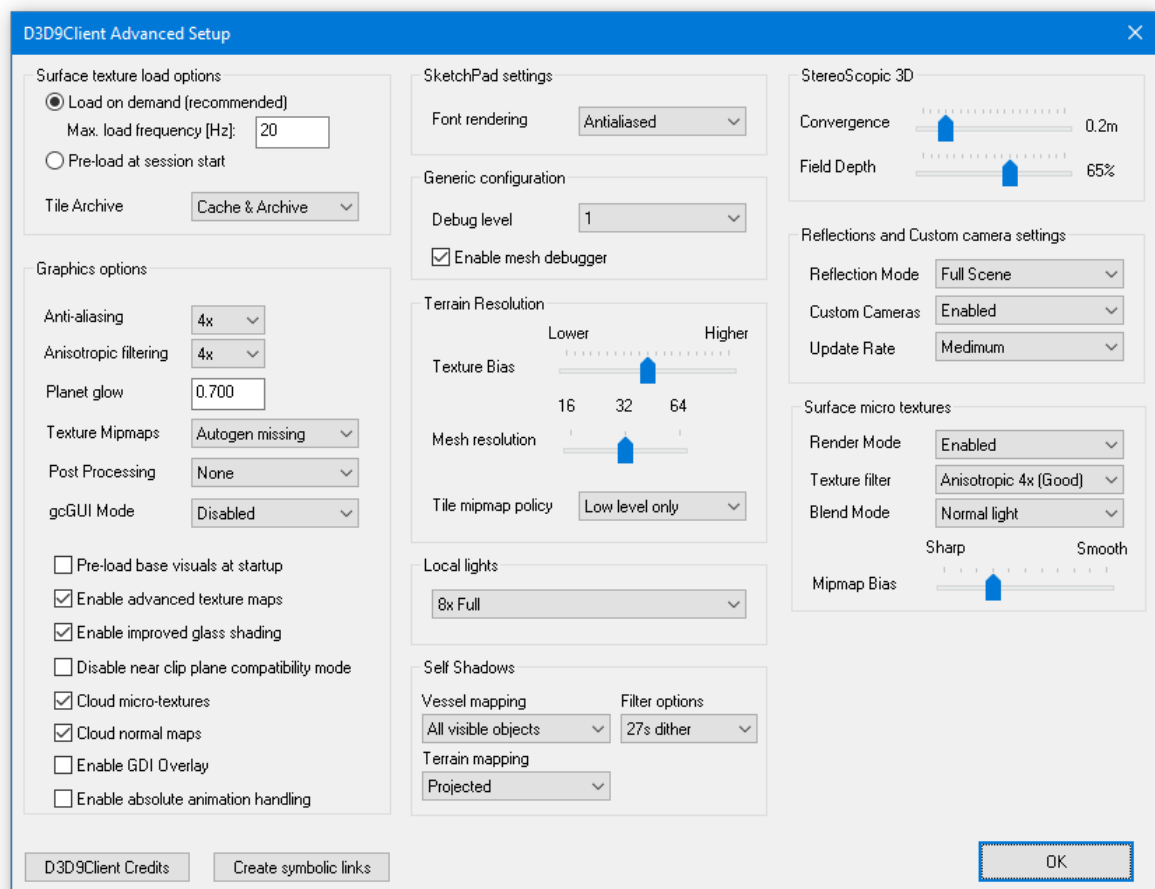 D3D9Client Advanced Setup
Surface texture load options
Load on demand (recommended)
Max. load frequency [Hz]: 20
Pre-load at session start
Tile Archive Cache & Archive
Graphics options
Anti-aliasing 4x
Anisotropic filtering 4x
Planet glow 0.700
Texture Mipmaps Autogen missing
Post Processing None
gcGUI Mode Disabled
Pre-load base visuals at startup
Enable advanced texture maps
Enable improved glass shading
Disable near clip plane compatibility mode
Cloud micro-textures
Cloud normal maps
Enable GDI Overlay
Enable absolute animation handling
D3D9Client Credits
Create symbolic links
SketchPad settings
Font rendering Antialiased
Generic configuration
Debug level 1
Enable mesh debugger
Terrain Resolution
Lower Higher
Texture Bias
16 32 64
Mesh resolution
Tile mipmap policy Low level only
Local lights
8x Full
Self Shadows
Vessel mapping Filter options
All visible objects 27s dither
Terrain mapping
Projected
StereoScopic 3D
Convergence 0.2m
Field Depth 65%
Reflections and Custom camera settings
Reflection Mode Full Scene
Custom Cameras Enabled
Update Rate Medimum
Surface micro textures
Render Mode Enabled
Texture filter Anisotropic 4x (Good)
Blend Mode Normal light
Sharp Smooth
Mipmap Bias
OK